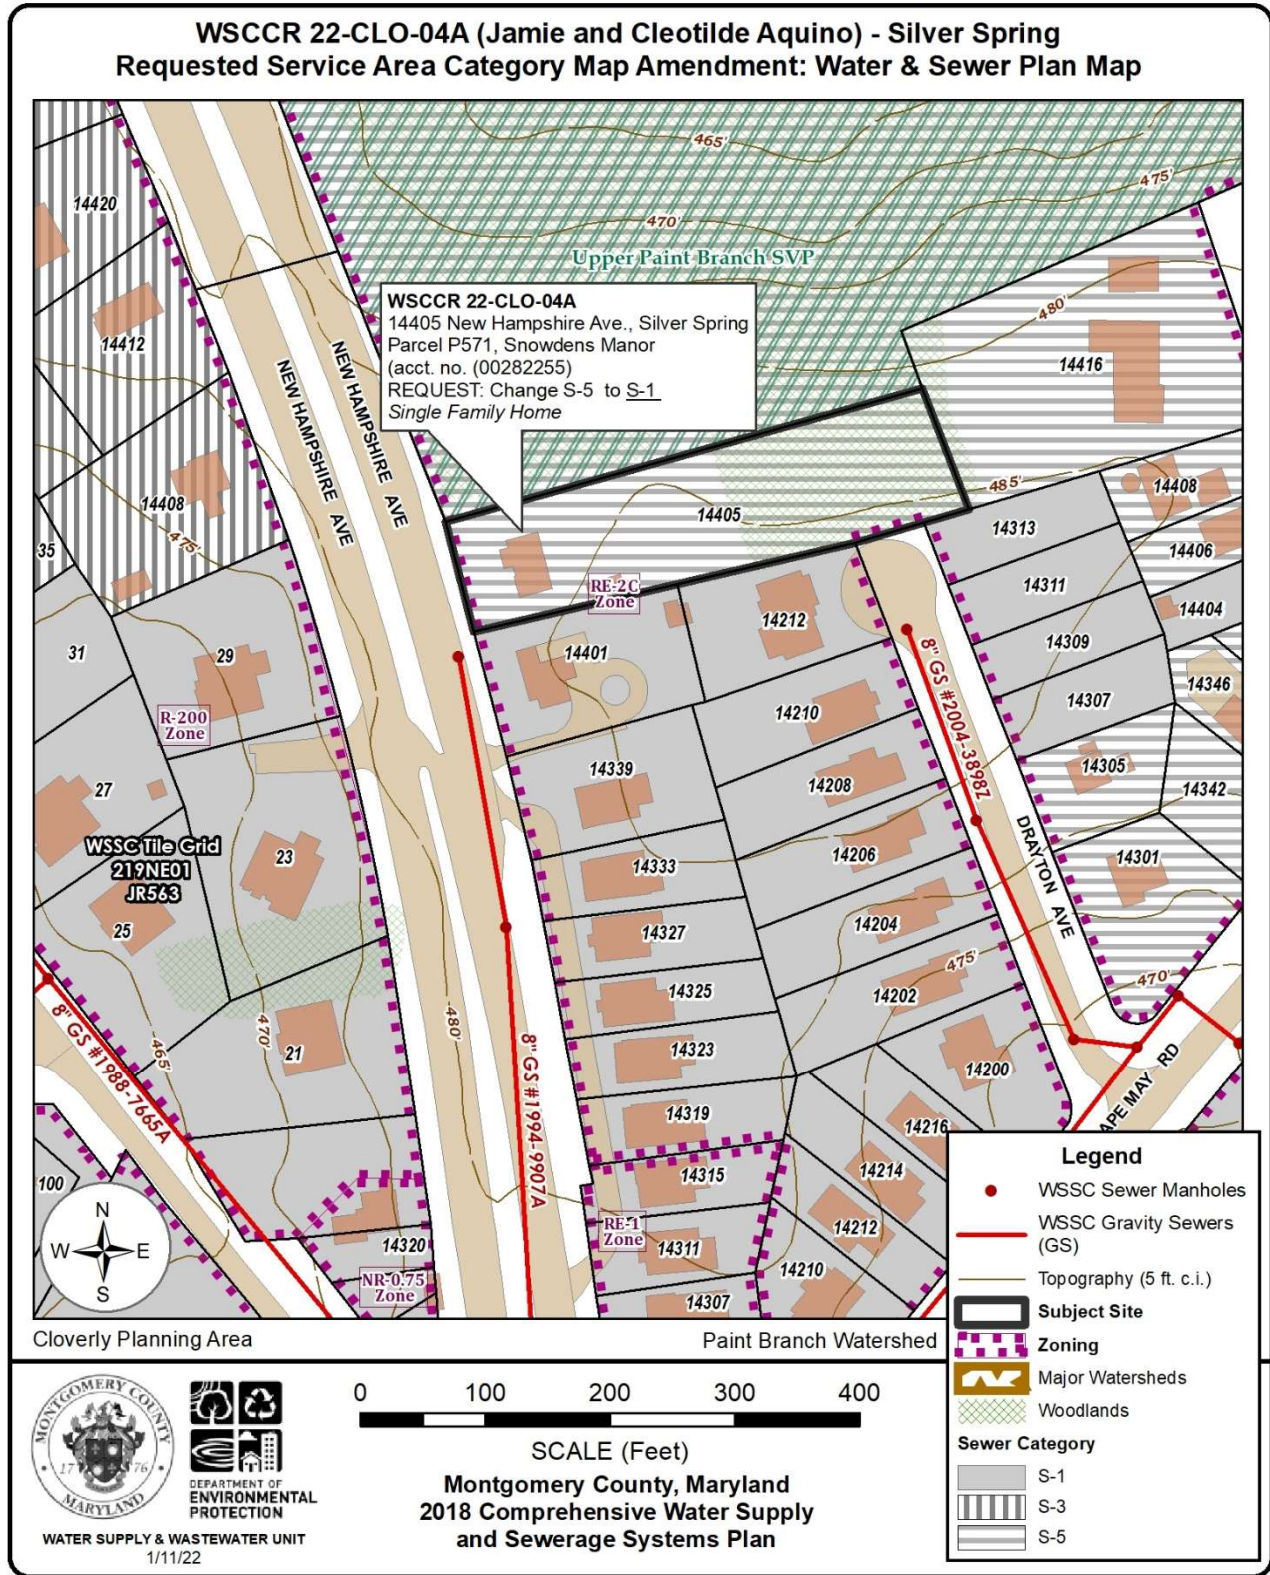 WSCCR 22-CLO-04A (Jamie and Cleotilde Aquino) - Silver Spring
Requested Service Area Category Map Amendment: Water & Sewer Plan Map
465'
475'
14420
470'
Upper Paint Branch SVP
480'
WSCCR 22-CLO-04A
14405 New Hampshire Ave., Silver Spring
Parcel P571, Snowdens Manor
(acct. no. (00282255)
REQUEST: Change S-5 to S-1
Single Family Home
14412
NEW HAMPSHIRE AVE
NEW HAMPSHIRE AVE
14416
14408
475'
485'
14408
14405
14313
14406
35
RE-2C
Zone
14311
14404
14212
14309
31
29
14401
8" GS #2004-3898Z
14346
R-200
Zone
14210
14307
14339
14305
27
14208
14342
WSSC Tile Grid
219NE01
JR563
23
14333
14206
DRAYTON AVE
14301
25
14327
14204
475'
470'
14325
14202
8" GS #1988-7665A
465'
470'
480'
21
8" GS #1994-9907A
14323
14200
CAPE MAY RD
14319
14216
14315
14214
100
RE-1
Zone
14212
14320
14311
14210
NR-0.75
Zone
14307
N
W E
S
Legend
WSSC Sewer Manholes
WSSC Gravity Sewers
(GS)
Topography (5 ft. c.i.)
Subject Site
Zoning
Major Watersheds
Woodlands
Sewer Category
S-1
S-3
S-5
Cloverly Planning Area
Paint Branch Watershed
MONTGOMERY COUNTY
17 76
MARYLAND
DEPARTMENT OF
ENVIRONMENTAL
PROTECTION
WATER SUPPLY & WASTEWATER UNIT
1/11/22
0 100 200 300 400
SCALE (Feet)
Montgomery County, Maryland
2018 Comprehensive Water Supply
and Sewerage Systems Plan